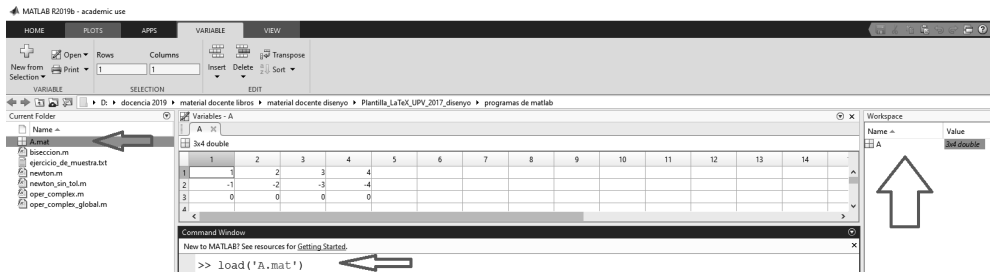 MATLAB R2019b - academic use
HOME PLOTS APPS VARIABLE VIEW
New from Selection Open Print Rows Columns Insert Delete Transpose Sort
1 1
VARIABLE SELECTION EDIT
D: docencia 2019 material docente libros material docente disenyo Plantilla_LaTeX_UPV_2017_disenyo programas de matlab
Current Folder
Name
A.mat
biseccion.m
ejercicio_de_muestra.txt
newton.m
newton_sin_tol.m
oper_complex.m
oper_complex_global.m
Variables - A
A
3x4 double
1 2 3 4 5 6 7 8 9 10 11 12 13 14
1 1 2 3 4
2 -1 -2 -3 -4
3 0 0 0 0
4
Command Window
New to MATLAB? See resources for Getting Started.
>> load('A.mat')
Workspace
Name Value
A 3x4 double